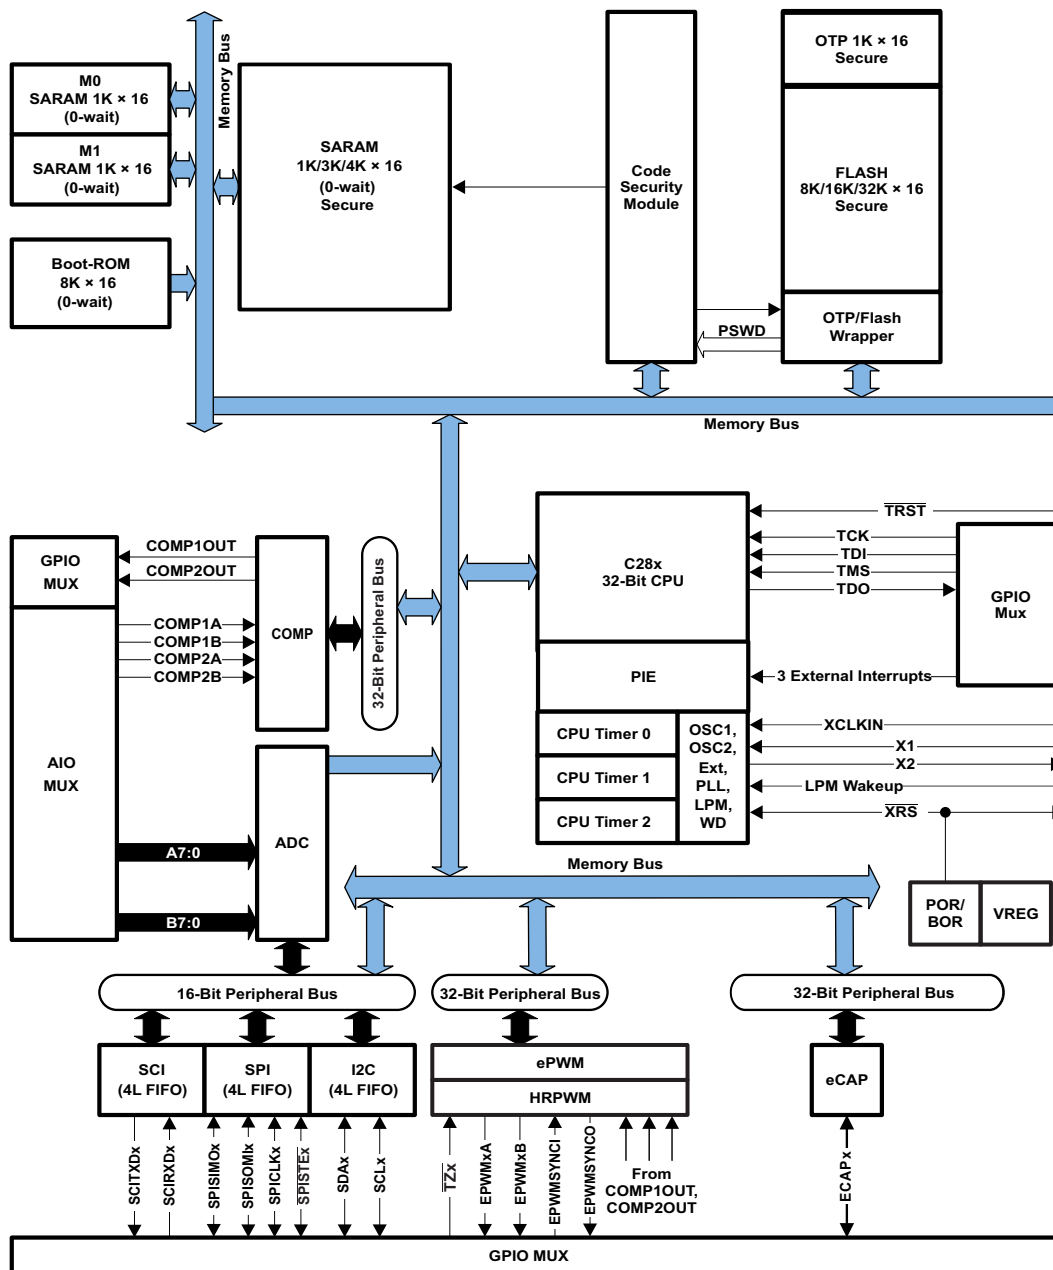 M0
SARAM 1K × 16
(0-wait)
M1
SARAM 1K × 16
(0-wait)
Boot-ROM
8K × 16
(0-wait)
Memory Bus
SARAM
1K/3K/4K × 16
(0-wait)
Secure
Code
Security
Module
OTP 1K × 16
Secure
FLASH
8K/16K/32K × 16
Secure
OTP/Flash
Wrapper
PSWD
Memory Bus
GPIO
MUX
COMP1OUT
COMP2OUT
COMP1A
COMP1B
COMP2A
COMP2B
COMP
32-Bit Peripheral Bus
AIO
MUX
A7:0
B7:0
ADC
C28x
32-Bit CPU
PIE
CPU Timer 0
CPU Timer 1
CPU Timer 2
OSC1,
OSC2,
Ext,
PLL,
LPM,
WD
TRST
TCK
TDI
TMS
TDO
GPIO
Mux
3 External Interrupts
XCLKIN
X1
X2
LPM Wakeup
XRS
POR/
BOR
VREG
Memory Bus
16-Bit Peripheral Bus
32-Bit Peripheral Bus
32-Bit Peripheral Bus
SCI
(4L FIFO)
SPI
(4L FIFO)
I2C
(4L FIFO)
ePWM
HRPWM
eCAP
SCITXDx
SCIRXDx
SPISIMOx
SPISOMIx
SPICLKx
SPISTEx
SDAx
SCLx
TZx
EPWMxA
EPWMxB
EPWMSYNCI
EPWMSYNCO
From
COMP1OUT,
COMP2OUT
ECAPx
GPIO MUX